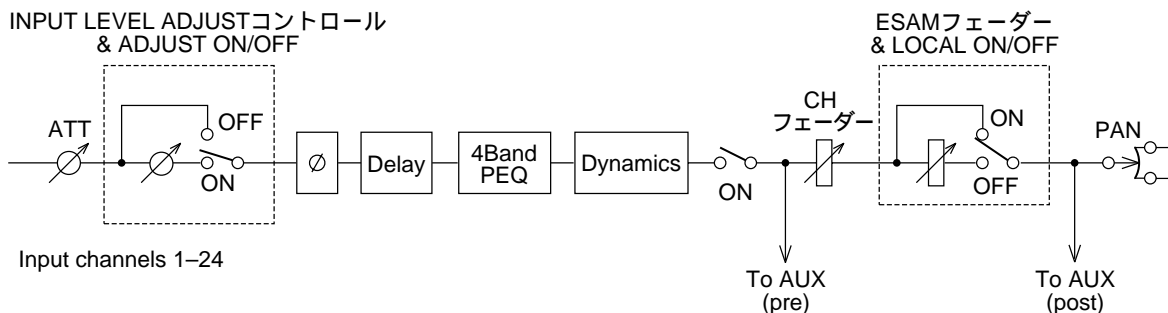 INPUT LEVEL ADJUSTコントロール
& ADJUST ON/OFF
ESAMフェーダー
& LOCAL ON/OFF
ATT
OFF
ON
Ø
Delay
4Band
PEQ
Dynamics
ON
CH
フェーダー
ON
OFF
PAN
Input channels 1–24
To AUX
(pre)
To AUX
(post)